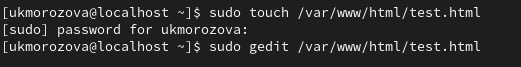 [ukmorozova@localhost ~]$ sudo touch /var/www/html/test.html
[sudo] password for ukmorozova:
[ukmorozova@localhost ~]$ sudo gedit /var/www/html/test.html